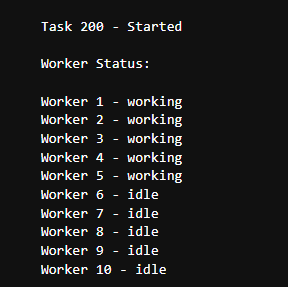 Task 200 - Started
Worker Status:
Worker 1 - working
Worker 2 - working
Worker 3 - working
Worker 4 - working
Worker 5 - working
Worker 6 - idle
Worker 7 - idle
Worker 8 - idle
Worker 9 - idle
Worker 10 - idle